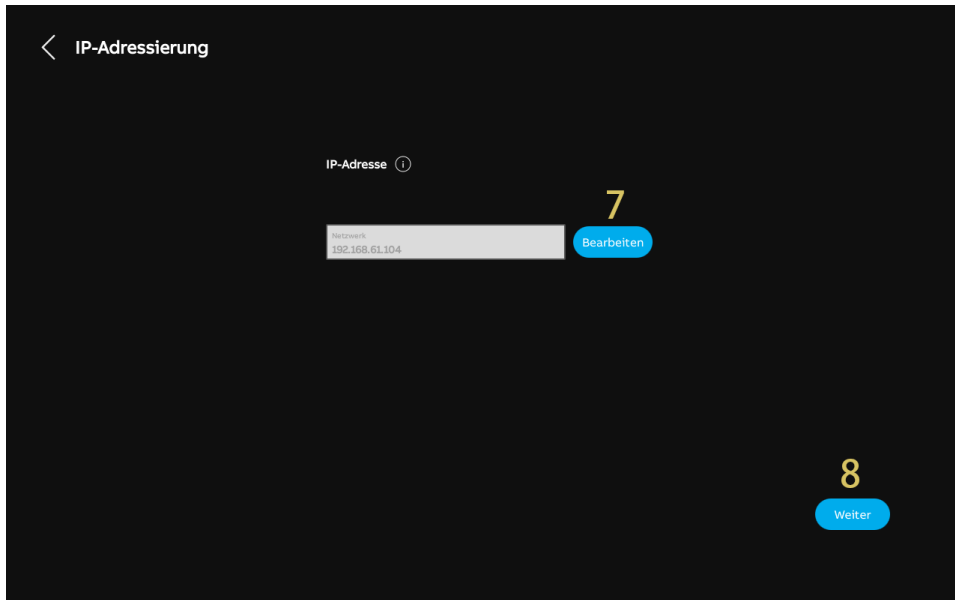 IP-Adressierung
IP-Adresse
7
Netzwerk
192.168.61.104
Bearbeiten
8
Weiter